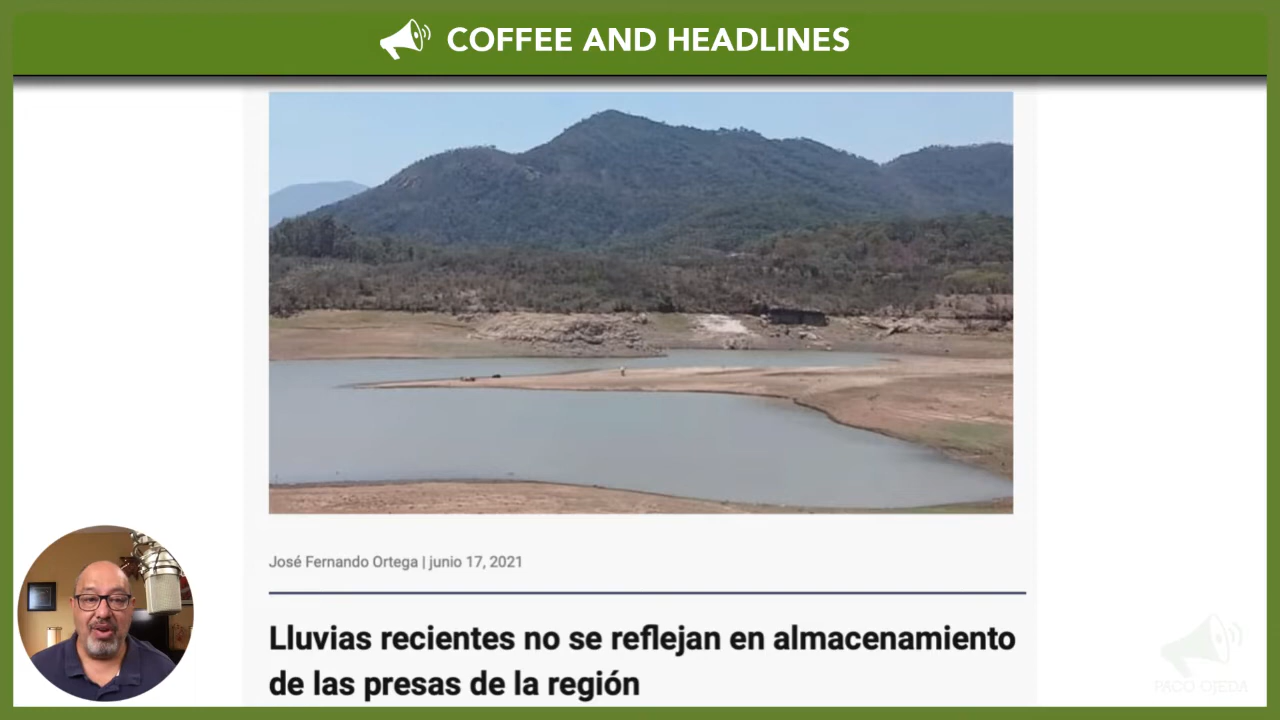 COFFEE AND HEADLINES
José Fernando Ortega | junio 17, 2021
Lluvias recientes no se reflejan en almacenamiento
de las presas de la región
PACO OJEDA